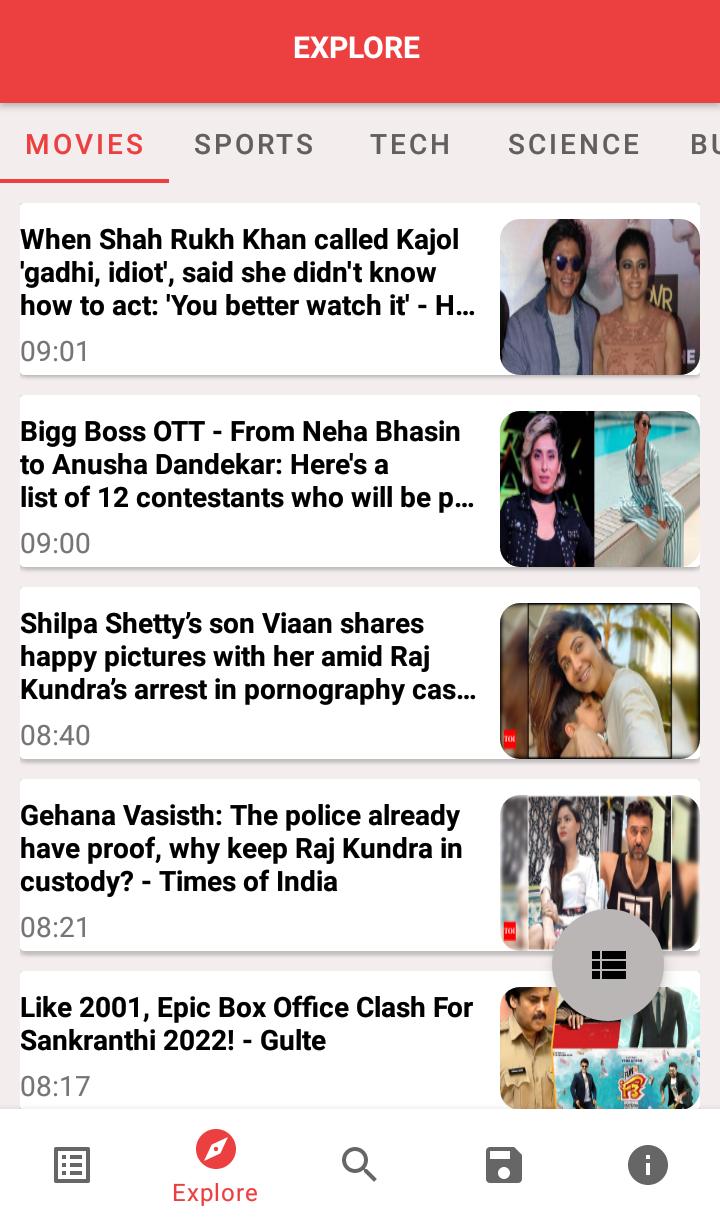 EXPLORE
MOVIES
SPORTS
TECH
SCIENCE
BU
When Shah Rukh Khan called Kajol
'gadhi, idiot', said she didn't know
how to act: 'You better watch it' - H...
09:01
VR
E
Bigg Boss OTT - From Neha Bhasin
to Anusha Dandekar: Here's a
list of 12 contestants who will be p...
09:00
Shilpa Shetty’s son Viaan shares
happy pictures with her amid Raj
Kundra’s arrest in pornography cas...
08:40
TOI
Gehana Vasisth: The police already
have proof, why keep Raj Kundra in
custody? - Times of India
08:21
TOI
Like 2001, Epic Box Office Clash For
Sankranthi 2022! - Gulte
08:17
F3
Explore